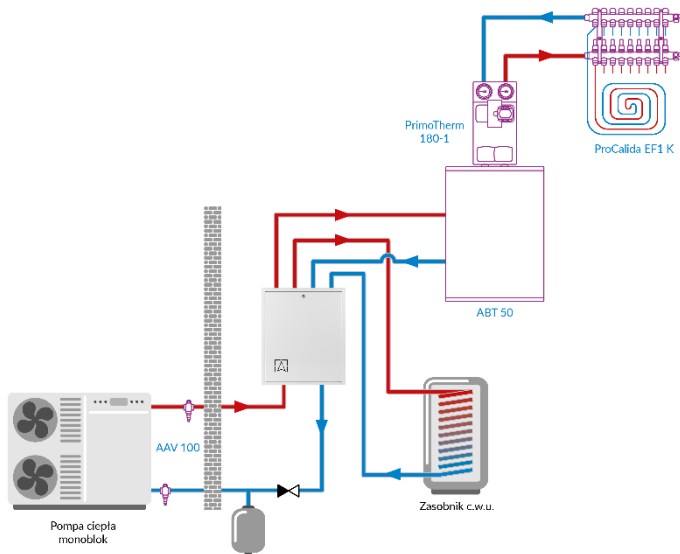 PrimoTherm
180-1
ProCalida EF1 K
ABT 50
AAV 100
Zasobnik c.w.u.
Pompa ciepła
monoblok